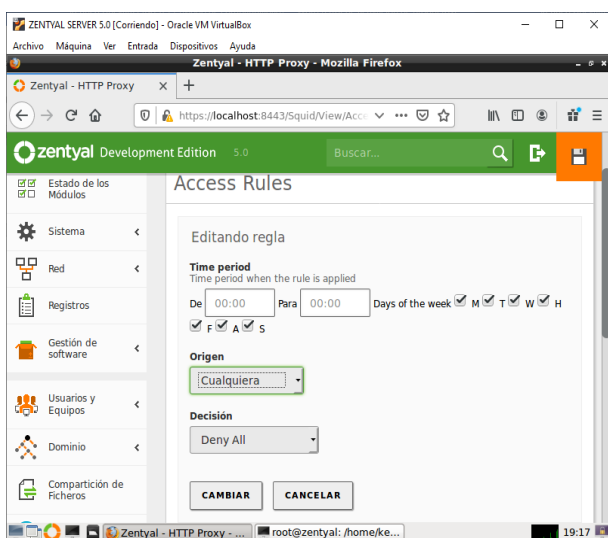 ZENTYAL SERVER 5.0 [Corriendo] - Oracle VM VirtualBox
Archivo Máquina Ver Entrada Dispositivos Ayuda
Zentyal - HTTP Proxy - Mozilla Firefox
Zentyal - HTTP Proxy
https://localhost:8443/Squid/View/Acce
zentyal Development Edition 5.0
Buscar...
Estado de los
Módulos
Sistema
Red
Registros
Gestión de
software
Usuarios y
Equipos
Dominio
Compartición de
Ficheros
Access Rules
Editando regla
Time period
Time period when the rule is applied
De 00:00 Para 00:00 Days of the week M T W H
F A S
Origen
Cualquiera
Decisión
Deny All
CAMBIAR CANCELAR
Zentyal - HTTP Proxy - ... root@zentyal: /home/ke... 19:17